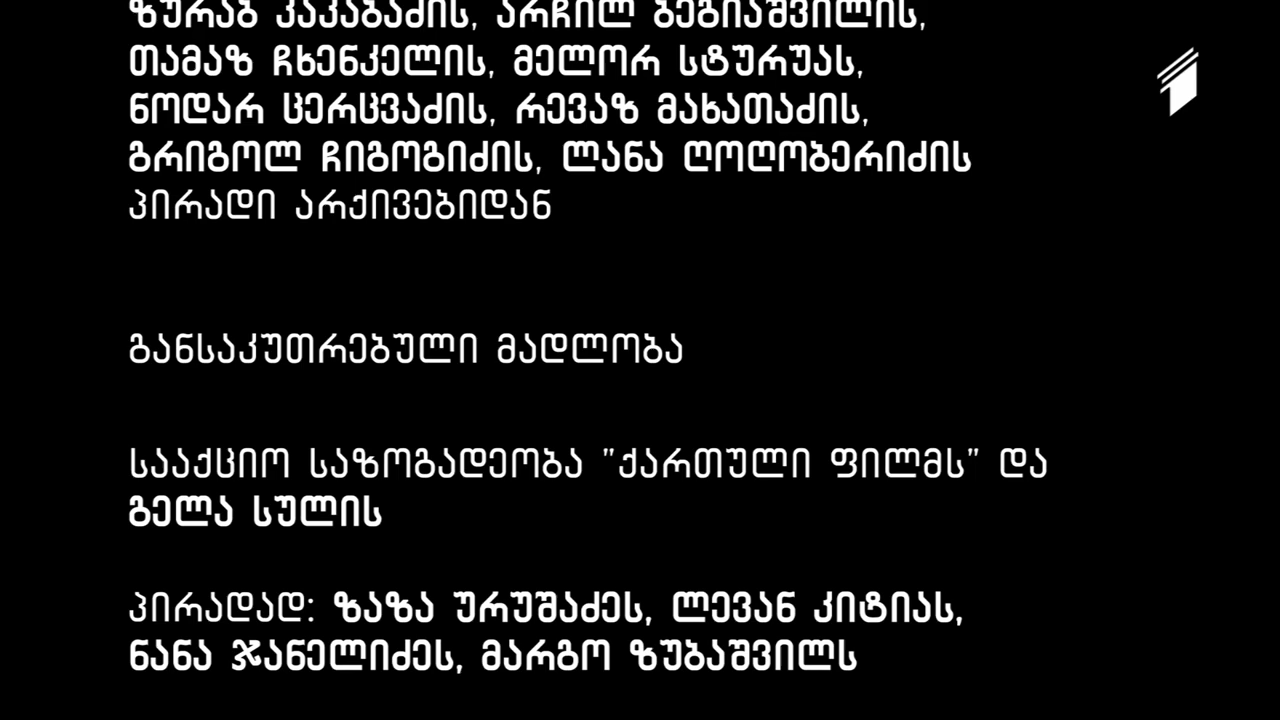 ზურაბ კაკაბაძის, არჩილ ბეგიაშვილის,
თამაზ ჩხენკელის, მელორ სტურუას,
ნოდარ ცერცვაძის, რევაზ მახათაძის,
გრიგოლ ჩიგოგიძის, ლანა ღოღობერიძის
პირადი არქივებიდან
განსაკუთრებული მადლობა
სააქციო საზოგადეობა "ქართული ფილმს" და
გელა სულის
პირადად: ზაზა ურუშაძეს, ლევან კიტიას,
ნანა ჯანელიძეს, მარგო ზუბაშვილს